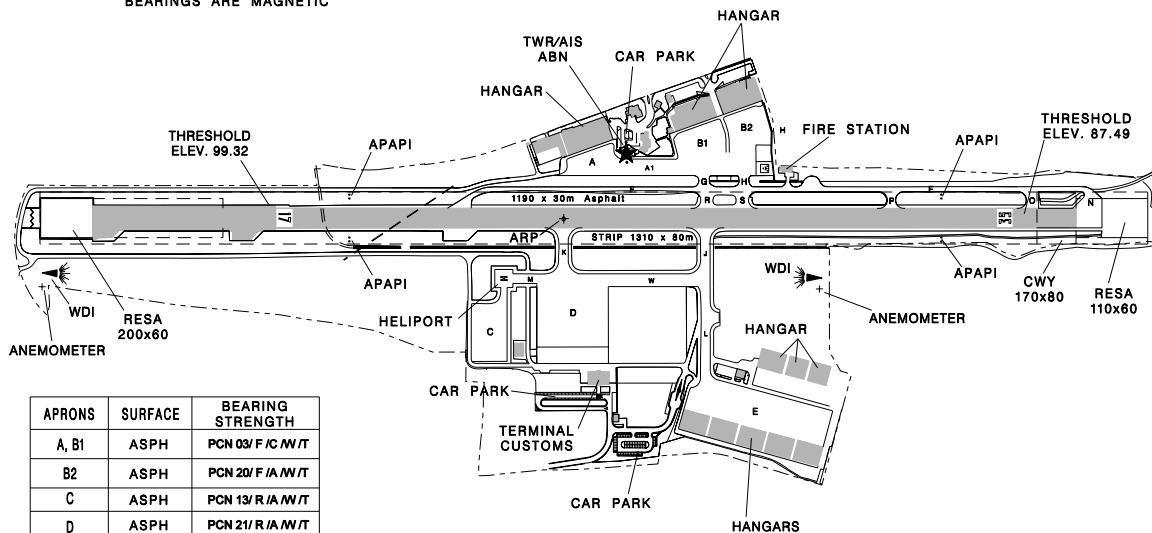 BEARINGS ARE MAGNETIC
HANGAR
TWR/AIS
ABN
CAR PARK
HANGAR
THRESHOLD
ELEV. 99.32
APAPI
FIRE STATION
APAPI
THRESHOLD
ELEV. 87.49
B2
H
B1
A
A1
G
H
F
F
1190 x 30m Asphalt
R
S
P
O
N
17
ARP
STRIP 1310 x 80m
APAPI
K
J
APAPI
WDI
RESA
200x60
ANEMOMETER
HELIPORT
H
M
W
C
D
L
WDI
ANEMOMETER
CWY
170x80
RESA
110x60
HANGAR
CAR PARK
TERMINAL
CUSTOMS
E
CAR PARK
HANGARS
APRONS SURFACE BEARING
STRENGTH
A, B1 ASPH PCN 03/ F /C /W /T
B2 ASPH PCN 20/ F /A /W /T
C ASPH PCN 13/ R /A /W /T
D ASPH PCN 21/ R /A /W /T